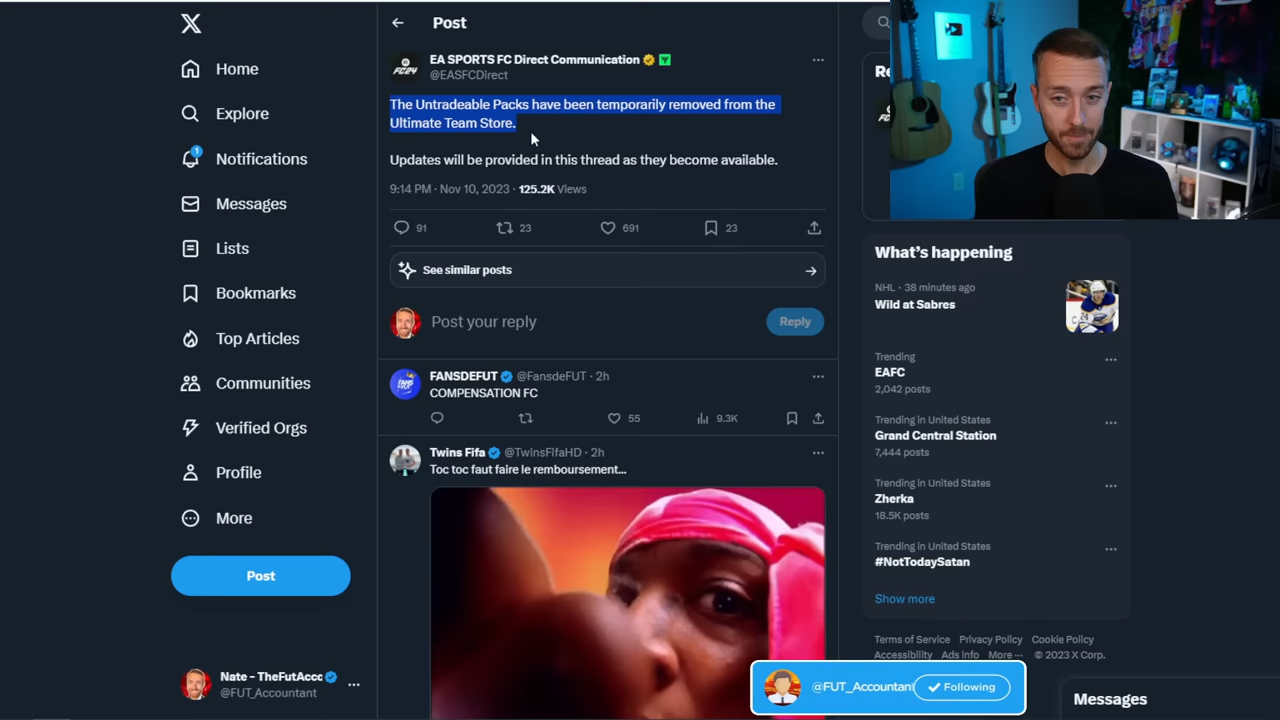 Home
Explore
1
Notifications
Messages
Lists
Bookmarks
Top Articles
Communities
Verified Orgs
Profile
More
Post
Nate - TheFutAcc
@FUT_Accountant
Post
FC24
EA SPORTS FC Direct Communication
@EASFCDirect
The Untradeable Packs have been temporarily removed from the
Ultimate Team Store.
Updates will be provided in this thread as they become available.
9:14 PM · Nov 10, 2023 · 125.2K Views
91 23 691 23
See similar posts
Post your reply
Reply
FANSDEFUT @FansdeFUT · 2h
COMPENSATION FC
55 9.3K
Twins Fifa @TwInsFIfaHD · 2h
Toc toc faut faire le remboursement...
Re
What's happening
NHL · 38 minutes ago
Wild at Sabres
Trending
EAFC
2,042 posts
Trending in United States
Grand Central Station
7,444 posts
Trending in United States
Zherka
18.5K posts
Trending in United States
#NotTodaySatan
Show more
Terms of Service Privacy Policy Cookie Policy
Accessibility Ads info More ··· © 2023 X Corp.
@FUT_Accountant
Following
Messages